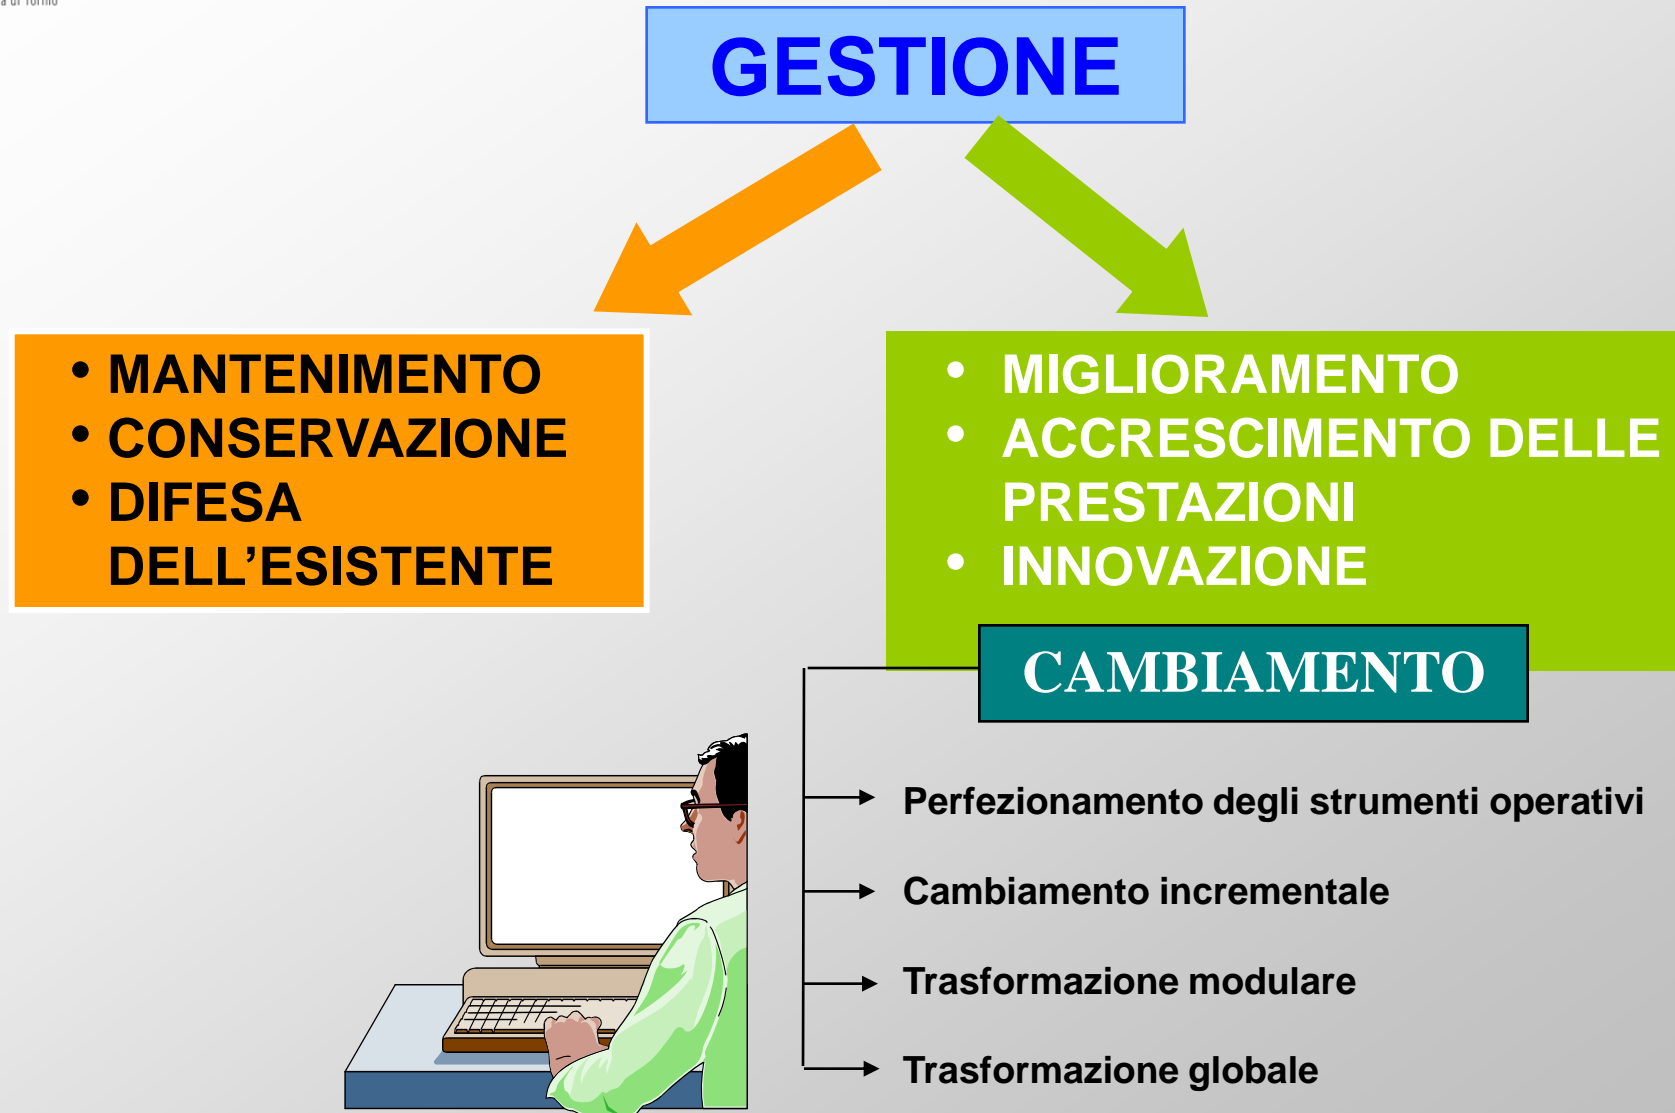 GESTIONE
• MANTENIMENTO
• CONSERVAZIONE
• DIFESA
DELL’ESISTENTE
• MIGLIORAMENTO
• ACCRESCIMENTO DELLE
PRESTAZIONI
• INNOVAZIONE
CAMBIAMENTO
Perfezionamento degli strumenti operativi
Cambiamento incrementale
Trasformazione modulare
Trasformazione globale